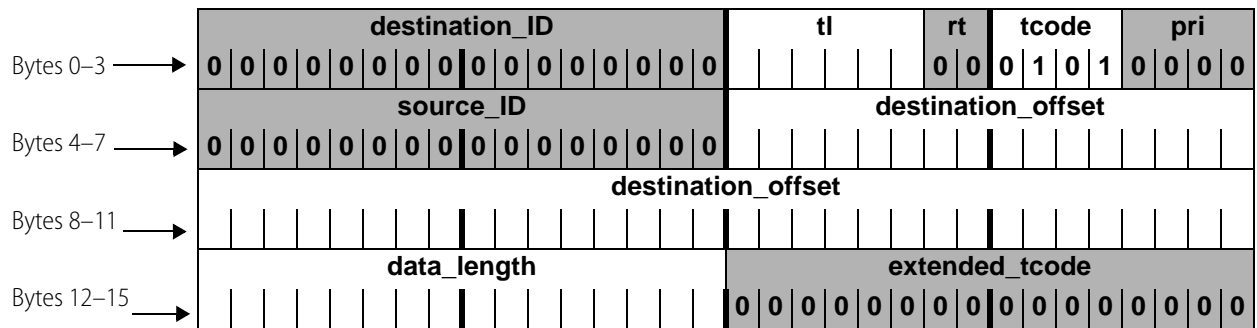 destination_ID tl rt tcode pri
Bytes 0–3 0 0 0 0 0 0 0 0 0 0 0 0 0 0 0 0 0 0 0 1 0 1 0 0 0 0
source_ID destination_offset
Bytes 4–7 0 0 0 0 0 0 0 0 0 0 0 0 0 0 0 0
destination_offset
Bytes 8–11
data_length extended_tcode
Bytes 12–15 0 0 0 0 0 0 0 0 0 0 0 0 0 0 0 0